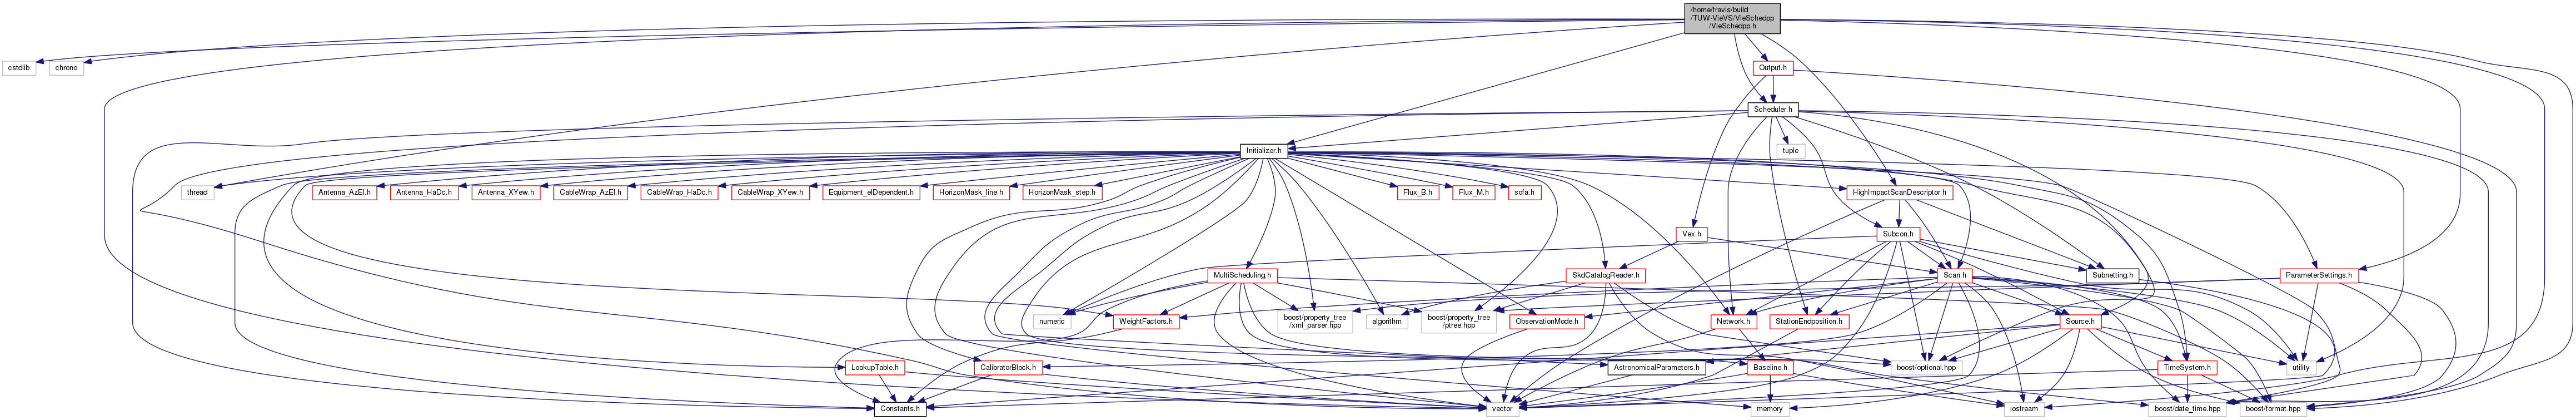 /home/travis/build
/TUW-VieVS/VieSchedpp
/VieSchedpp.h
cstdlib
chrono
Output.h
Scheduler.h
Initializer.h
tuple
thread
Antenna_AzEl.h
Antenna_HaDc.h
Antenna_XYew.h
CableWrap_AzEl.h
CableWrap_HaDc.h
CableWrap_XYew.h
Equipment_elDependent.h
HorizonMask_line.h
HorizonMask_step.h
Flux_B.h
Flux_M.h
sofa.h
HighImpactScanDescriptor.h
Vex.h
Subcon.h
MultiScheduling.h
SkdCatalogReader.h
Scan.h
Subnetting.h
ParameterSettings.h
numeric
WeightFactors.h
boost/property_tree
/xml_parser.hpp
algorithm
boost/property_tree
/ptree.hpp
ObservationMode.h
Network.h
StationEndposition.h
Source.h
LookupTable.h
CalibratorBlock.h
AstronomicalParameters.h
Baseline.h
boost/optional.hpp
TimeSystem.h
utility
Constants.h
vector
memory
iostream
boost/date_time.hpp
boost/format.hpp